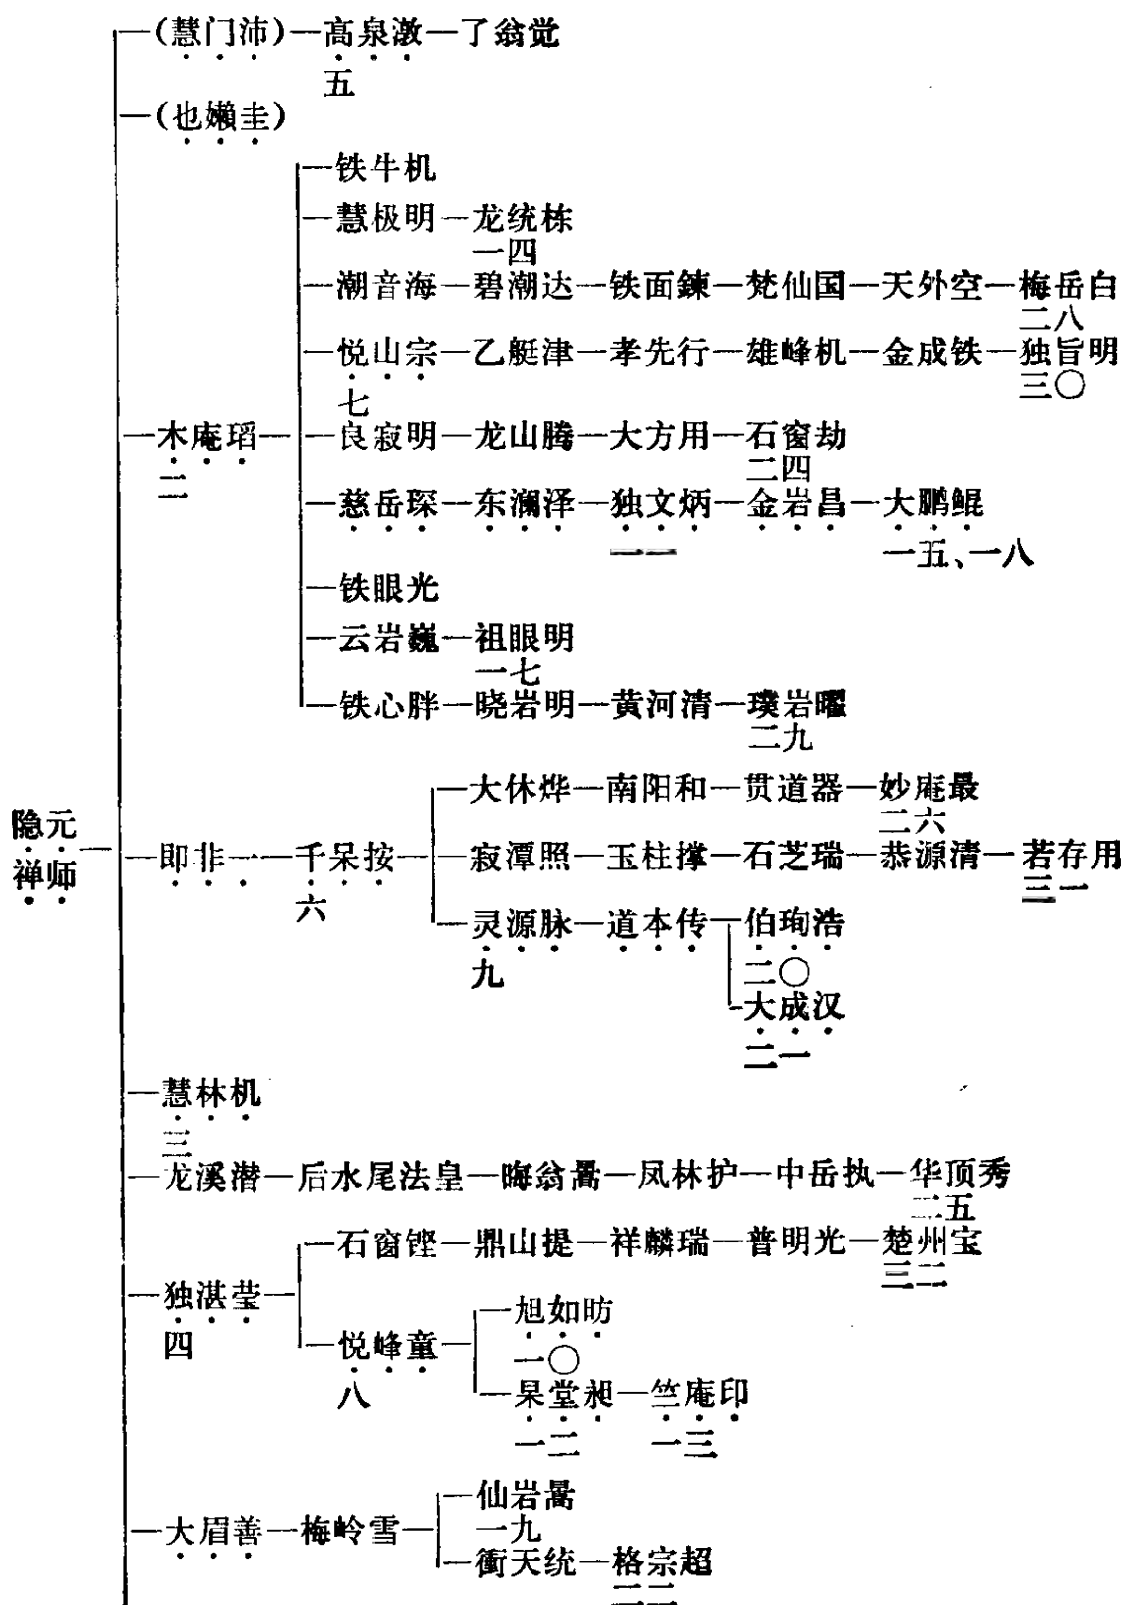 (慧门沛)—高泉激—了翁觉
五
(也嬾圭)
铁牛机
慧极明—龙统栋
一四
潮音海—碧潮达—铁面鍊—梵仙国—天外空—梅岳白
二八
悦山宗—乙艇津—孝先行—雄峰机—金成铁—独旨明
七 三〇
木庵瑫—良寂明—龙山腾—大方用—石窗劫
二 二四
慈岳琛—东澜泽—独文炳—金岩昌—大鹏鲲
一一 一五、一八
铁眼光
云岩巍—祖眼明
一七
铁心胖—晓岩明—黄河清—璞岩曜
二九
大休烨—南阳和—贯道器—妙庵最
隐元 二六
禅师—即非一—千呆按—寂潭照—玉柱撑—石芝瑞—恭源清—若存用
六 三一
灵源脉—道本传—伯珣浩
九 二〇
大成汉
二一
慧林机
三
龙溪潜—后水尾法皇—晦翁暠—凤林护—中岳执—华顶秀
二五
石窗铿—鼎山提—祥麟瑞—普明光—楚州宝
三二
独湛莹 旭如昉
四 一〇
悦峰童
八 杲堂昶—竺庵印
一二 一三
仙岩暠
一九
大眉善—梅岭雪
衝天统—格宗超